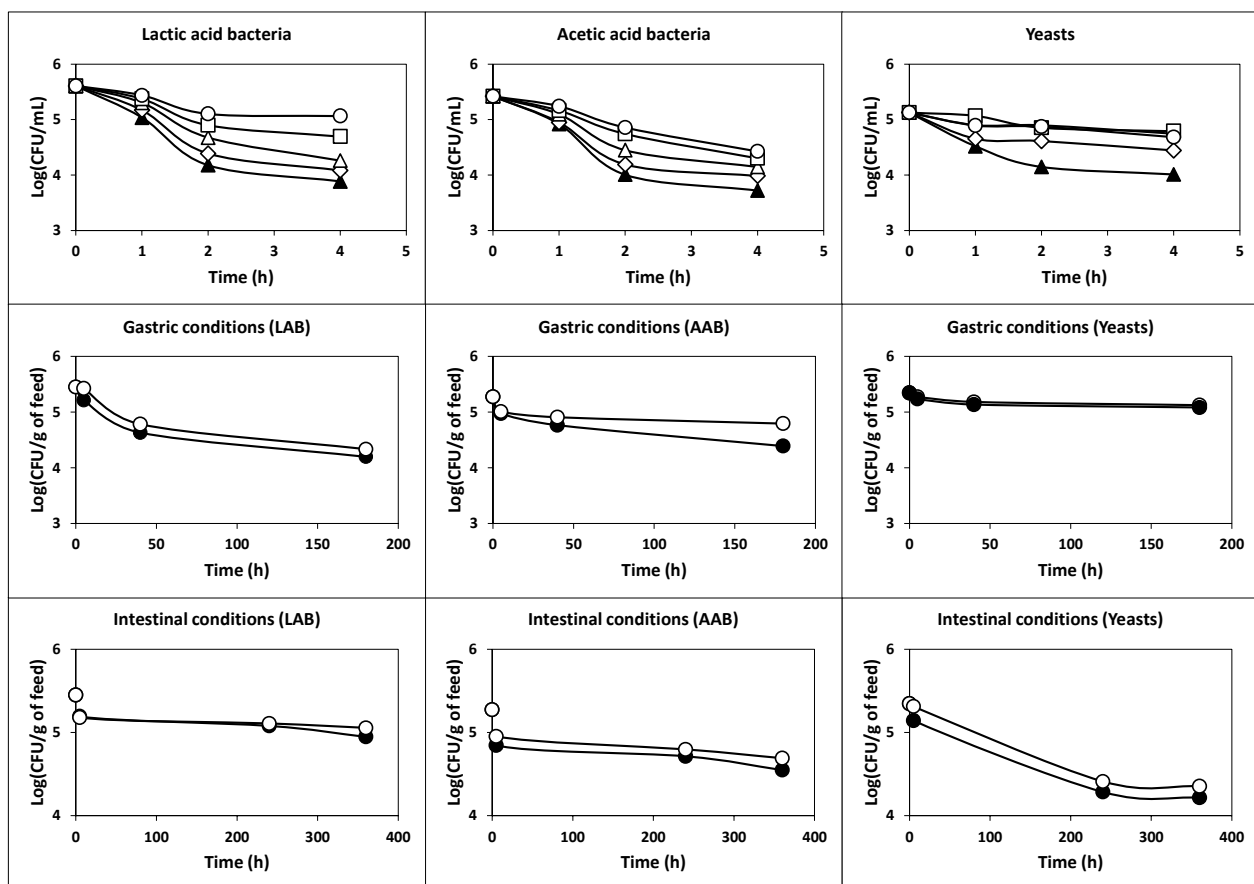 Lactic acid bacteria
Log(CFU/mL)
6
5
4
3
0 1 2 3 4 5
Time (h)
Acetic acid bacteria
Log(CFU/mL)
6
5
4
3
0 1 2 3 4 5
Time (h)
Yeasts
Log(CFU/mL)
6
5
4
3
0 1 2 3 4 5
Time (h)
Gastric conditions (LAB)
Log(CFU/g of feed)
6
5
4
3
0 50 100 150 200
Time (h)
Gastric conditions (AAB)
Log(CFU/g of feed)
6
5
4
3
0 50 100 150 200
Time (h)
Gastric conditions (Yeasts)
Log(CFU/g of feed)
6
5
4
3
0 50 100 150 200
Time (h)
Intestinal conditions (LAB)
Log(CFU/g of feed)
6
5
4
0 100 200 300 400
Time (h)
Intestinal conditions (AAB)
Log(CFU/g of feed)
6
5
4
0 100 200 300 400
Time (h)
Intestinal conditions (Yeasts)
Log(CFU/g of feed)
6
5
4
0 100 200 300 400
Time (h)